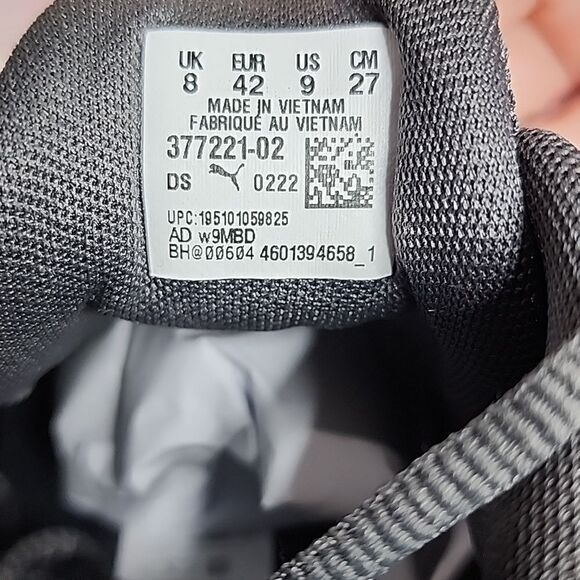 UK EUR US CM
8 42 9 27
MADE IN VIETNAM
FABRIQUÉ AU VIETNAM
377221-02
DS 0222
UPC:195101059825
AD w9MBD
BH@00604 4601394658_1